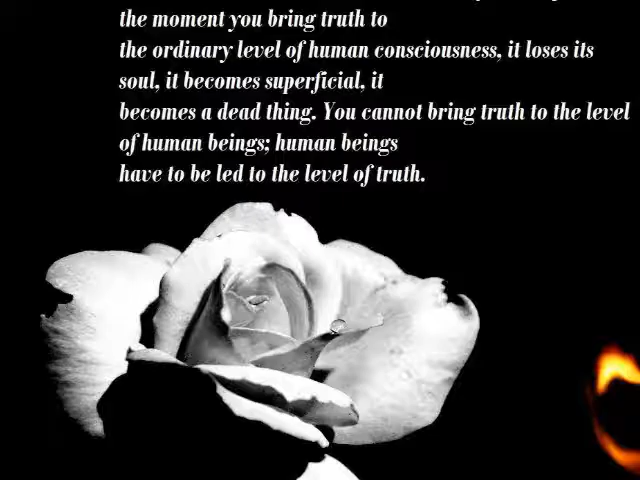 the moment you bring truth to
the ordinary level of human consciousness, it loses its
soul, it becomes superficial, it
becomes a dead thing. You cannot bring truth to the level
of human beings; human beings
have to be led to the level of truth.